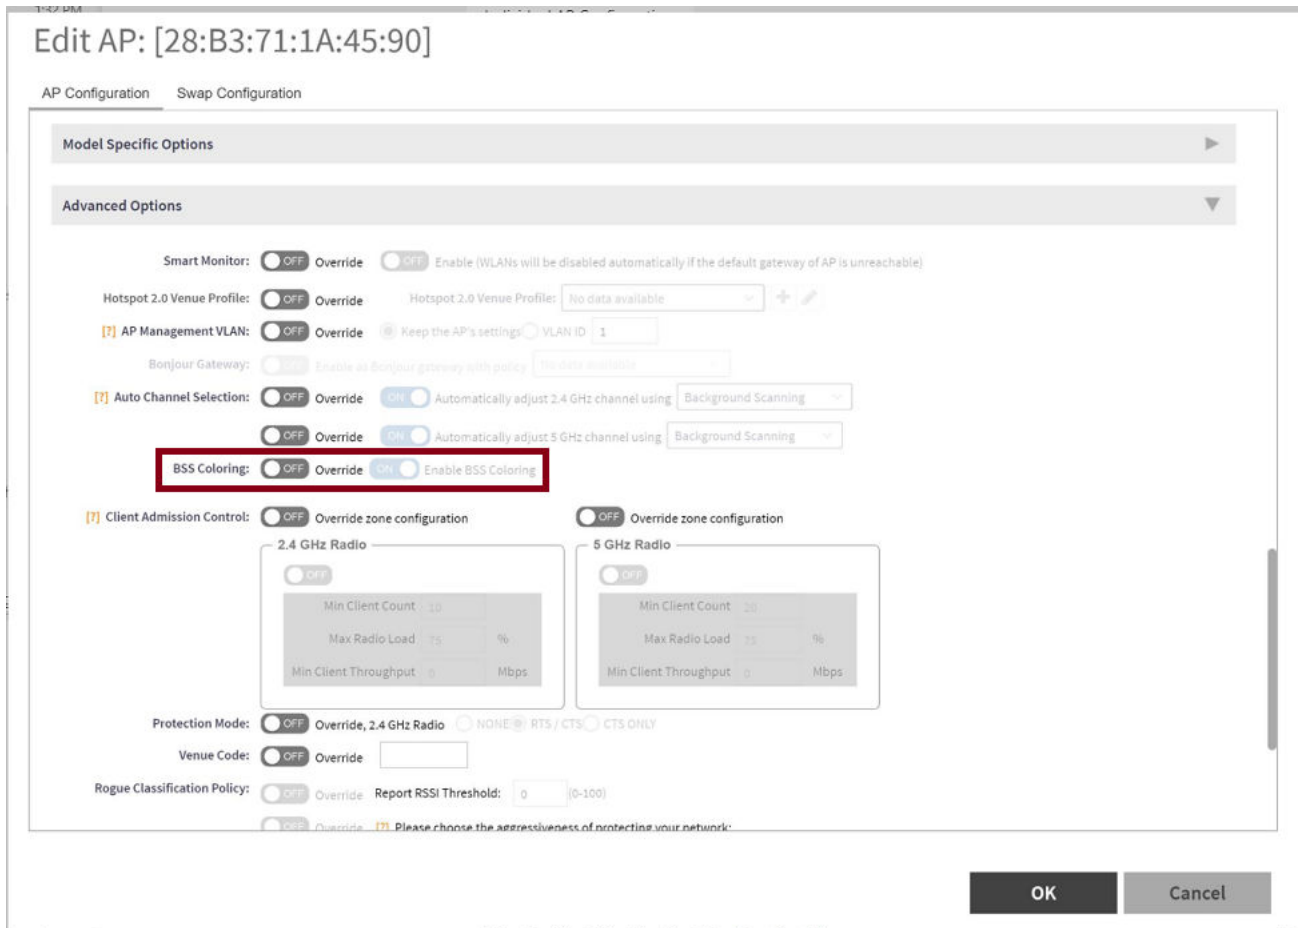 1:32 PM
Edit AP: [28:B3:71:1A:45:90]
AP Configuration Swap Configuration
Model Specific Options
Advanced Options
Smart Monitor: OFF Override OFF Enable (WLANs will be disabled automatically if the default gateway of AP is unreachable)
Hotspot 2.0 Venue Profile: OFF Override Hotspot 2.0 Venue Profile: No data available
[?] AP Management VLAN: OFF Override Keep the AP's settings VLAN ID 1
Bonjour Gateway: OFF Enable as Bonjour gateway with policy No data available
[?] Auto Channel Selection: OFF Override ON Automatically adjust 2.4 GHz channel using Background Scanning
OFF Override ON Automatically adjust 5 GHz channel using Background Scanning
BSS Coloring: OFF Override ON Enable BSS Coloring
[?] Client Admission Control: OFF Override zone configuration OFF Override zone configuration
2.4 GHz Radio 5 GHz Radio
OFF OFF
Min Client Count 10 Min Client Count 20
Max Radio Load 75 % Max Radio Load 75 %
Min Client Throughput 0 Mbps Min Client Throughput 0 Mbps
Protection Mode: OFF Override, 2.4 GHz Radio NONE RTS / CTS CTS ONLY
Venue Code: OFF Override
Rogue Classification Policy: OFF Override Report RSSI Threshold: 0 (0-100)
OFF Override [?] Please choose the aggressiveness of protecting your network:
OK Cancel